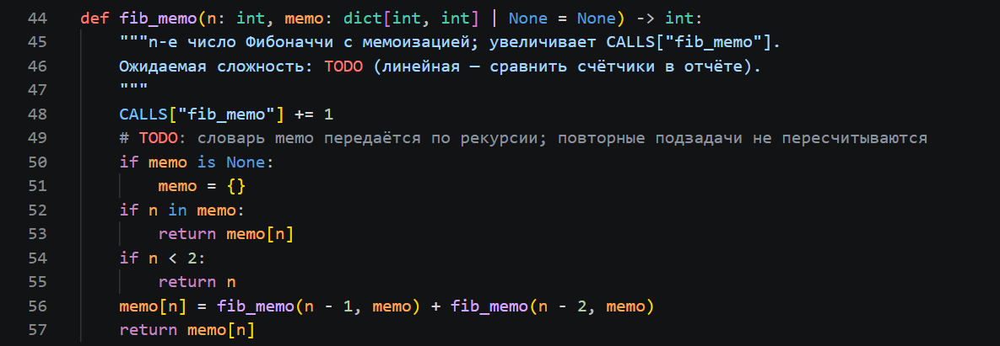 44 def fib_memo(n: int, memo: dict[int, int] | None = None) -> int:
45     """n-е число Фибоначчи с мемоизацией; увеличивает CALLS["fib_memo"].
46     Ожидаемая сложность: TODO (линейная — сравнить счётчики в отчёте).
47     """
48     CALLS["fib_memo"] += 1
49     # TODO: словарь memo передаётся по рекурсии; повторные подзадачи не пересчитываются
50     if memo is None:
51         memo = {}
52     if n in memo:
53         return memo[n]
54     if n < 2:
55         return n
56     memo[n] = fib_memo(n - 1, memo) + fib_memo(n - 2, memo)
57     return memo[n]